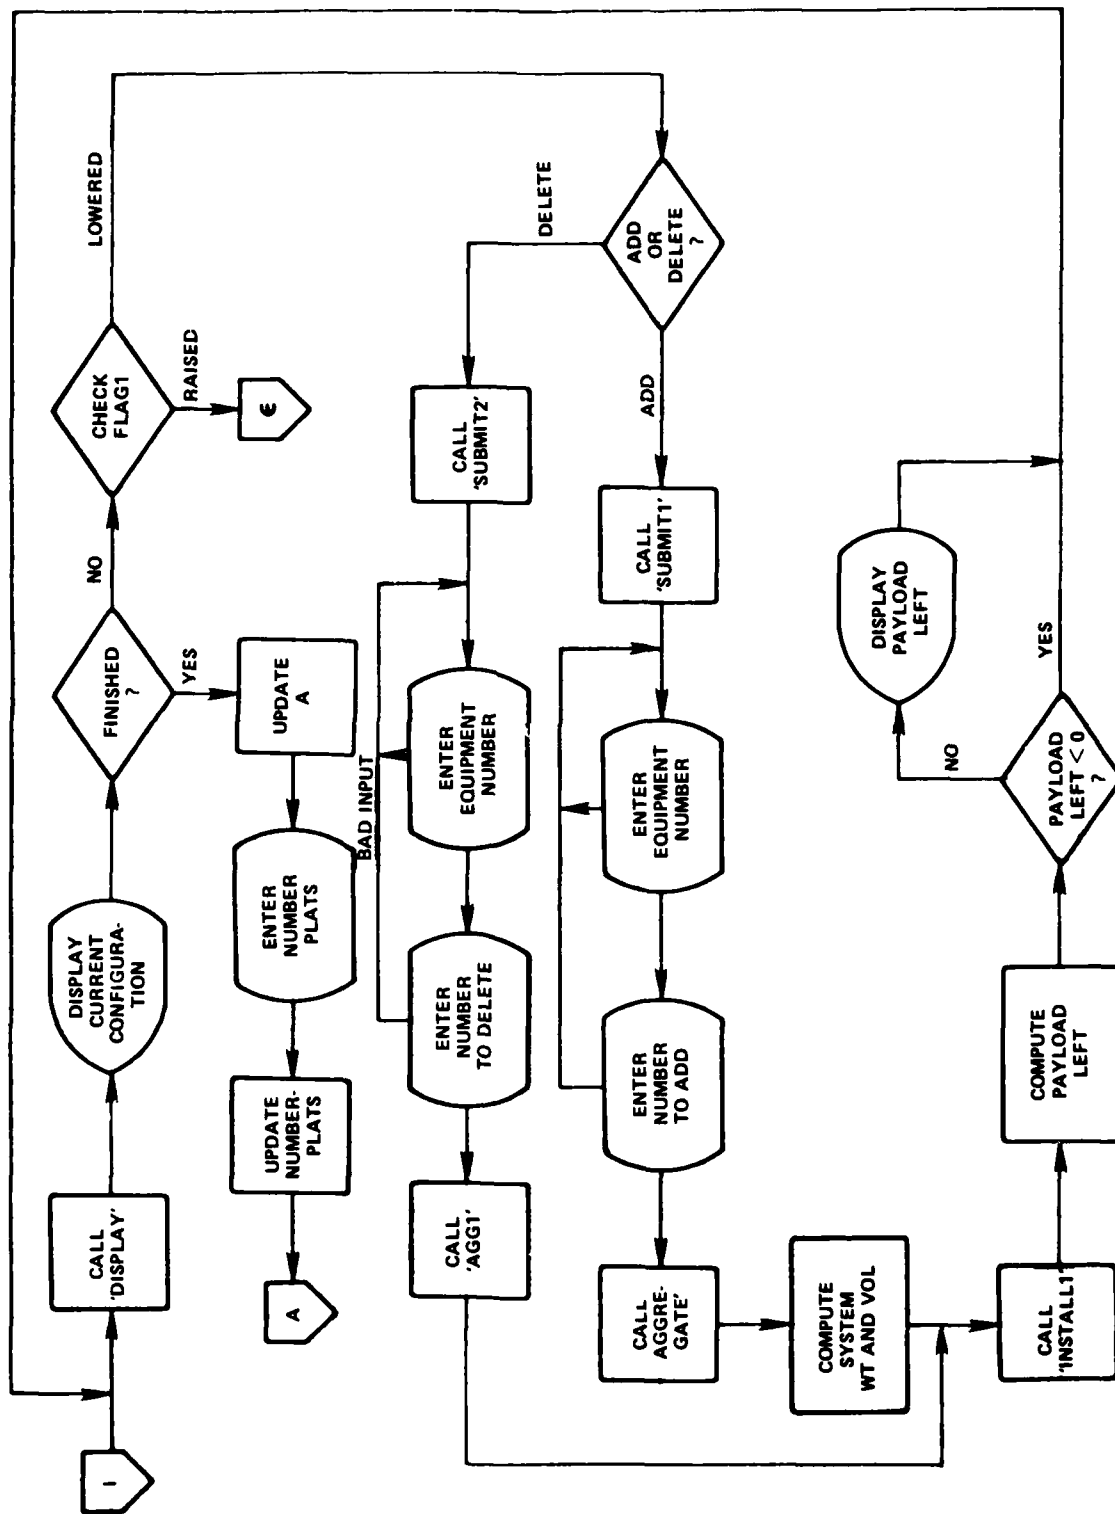 I
CALL
'DISPLAY'
DISPLAY
CURRENT
CONFIGURA-
TION
FINISHED
?
NO
CHECK
FLAG1
LOWERED
YES
RAISED
UPDATE
A
ENTER
NUMBER
PLATS
UPDATE
NUMBER-
PLATS
A
€
DELETE
ADD
OR
DELETE
?
CALL
'SUBMIT2'
ENTER
EQUIPMENT
NUMBER
BAD INPUT
ENTER
NUMBER
TO DELETE
CALL
'AGG1'
ADD
CALL
'SUBMIT1'
ENTER
EQUIPMENT
NUMBER
ENTER
NUMBER
TO ADD
CALL
AGGRE-
GATE'
COMPUTE
SYSTEM
WT AND VOL
CALL
'INSTALL1'
COMPUTE
PAYLOAD
LEFT
PAYLOAD
LEFT < 0
?
NO
DISPLAY
PAYLOAD
LEFT
YES